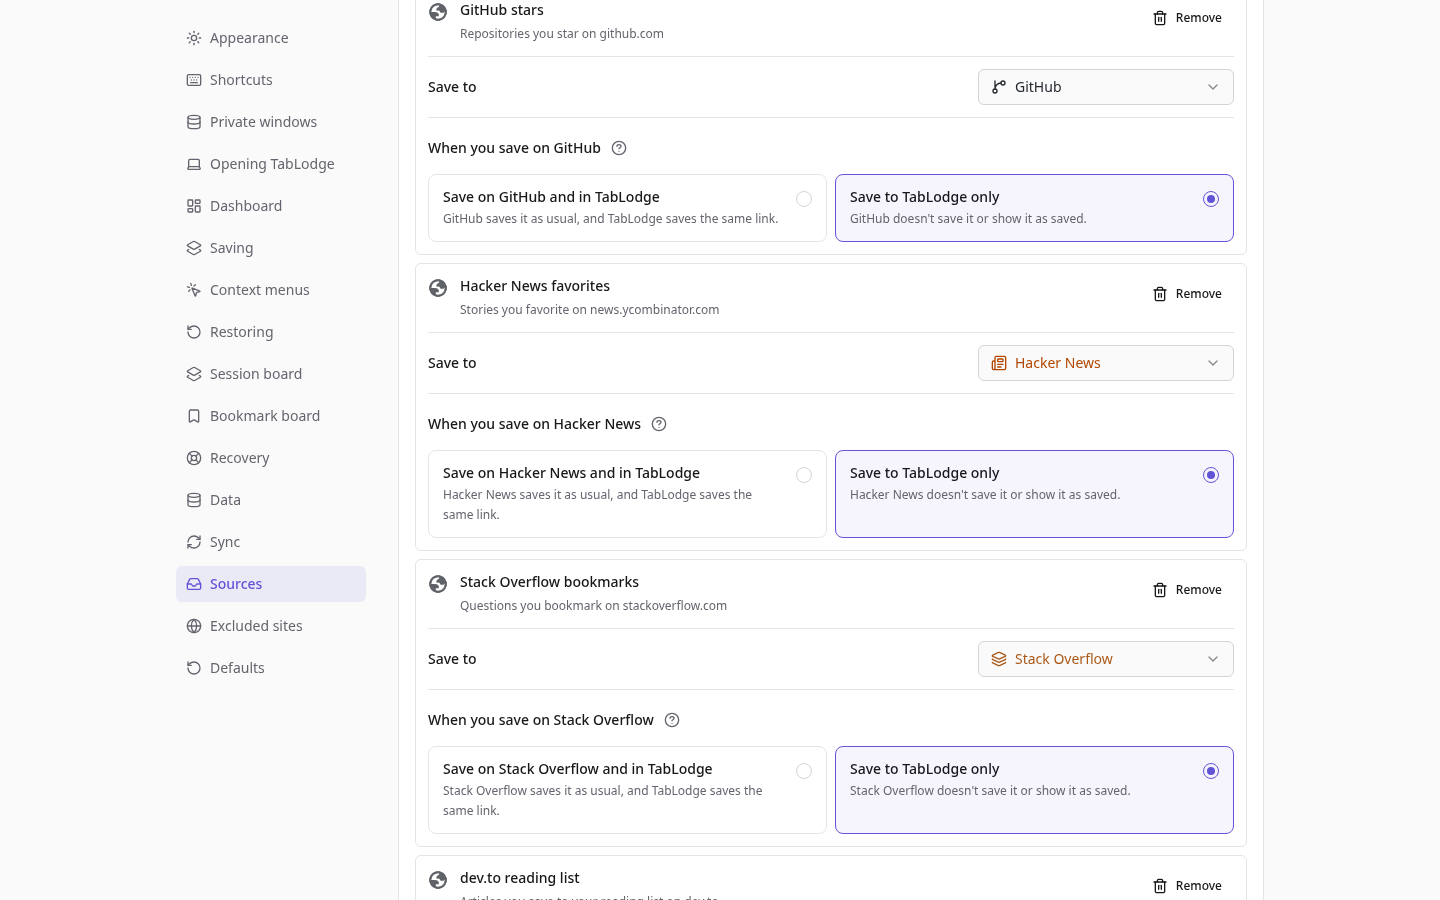 Appearance
Shortcuts
Private windows
Opening TabLodge
Dashboard
Saving
Context menus
Restoring
Session board
Bookmark board
Recovery
Data
Sync
Sources
Excluded sites
Defaults
GitHub stars
Repositories you star on github.com
Remove
Save to
GitHub
When you save on GitHub
Save on GitHub and in TabLodge
GitHub saves it as usual, and TabLodge saves the same link.
Save to TabLodge only
GitHub doesn't save it or show it as saved.
Hacker News favorites
Stories you favorite on news.ycombinator.com
Remove
Save to
Hacker News
When you save on Hacker News
Save on Hacker News and in TabLodge
Hacker News saves it as usual, and TabLodge saves the
same link.
Save to TabLodge only
Hacker News doesn't save it or show it as saved.
Stack Overflow bookmarks
Questions you bookmark on stackoverflow.com
Remove
Save to
Stack Overflow
When you save on Stack Overflow
Save on Stack Overflow and in TabLodge
Stack Overflow saves it as usual, and TabLodge saves the
same link.
Save to TabLodge only
Stack Overflow doesn't save it or show it as saved.
dev.to reading list
Remove